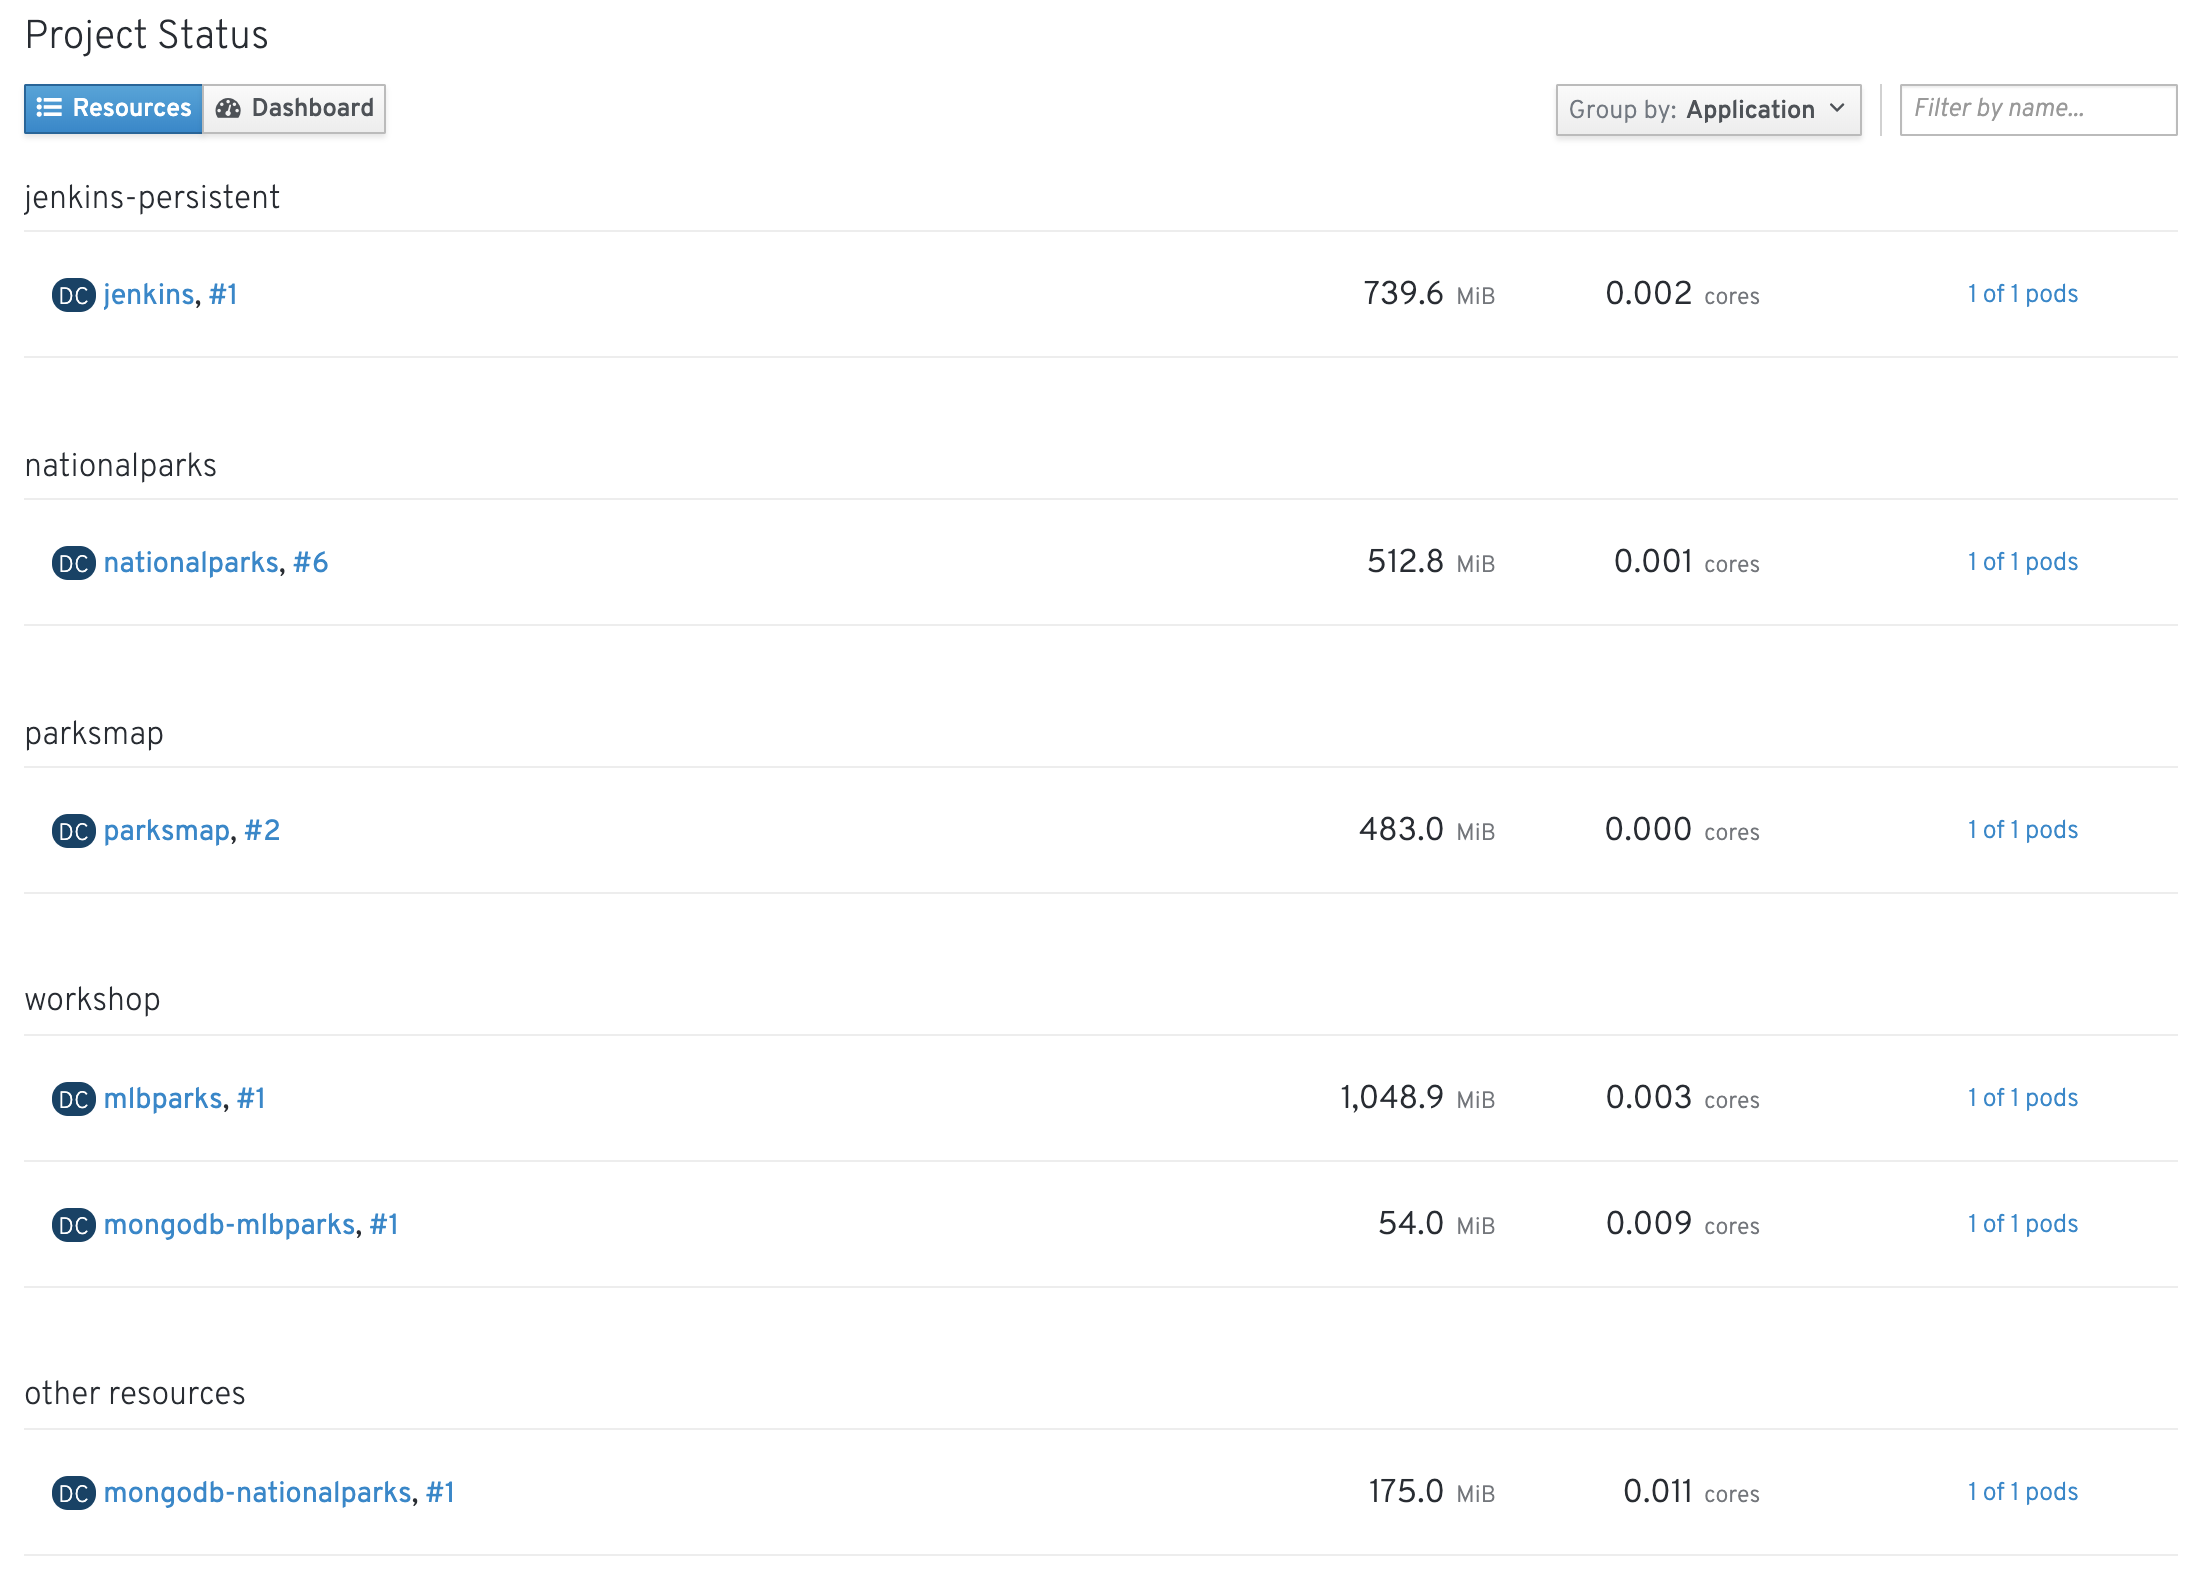 Project Status
Resources Dashboard Group by: Application Filter by name...
jenkins-persistent
DC jenkins, #1 739.6 MiB 0.002 cores 1 of 1 pods
nationalparks
DC nationalparks, #6 512.8 MiB 0.001 cores 1 of 1 pods
parksmap
DC parksmap, #2 483.0 MiB 0.000 cores 1 of 1 pods
workshop
DC mlbparks, #1 1,048.9 MiB 0.003 cores 1 of 1 pods
DC mongodb-mlbparks, #1 54.0 MiB 0.009 cores 1 of 1 pods
other resources
DC mongodb-nationalparks, #1 175.0 MiB 0.011 cores 1 of 1 pods